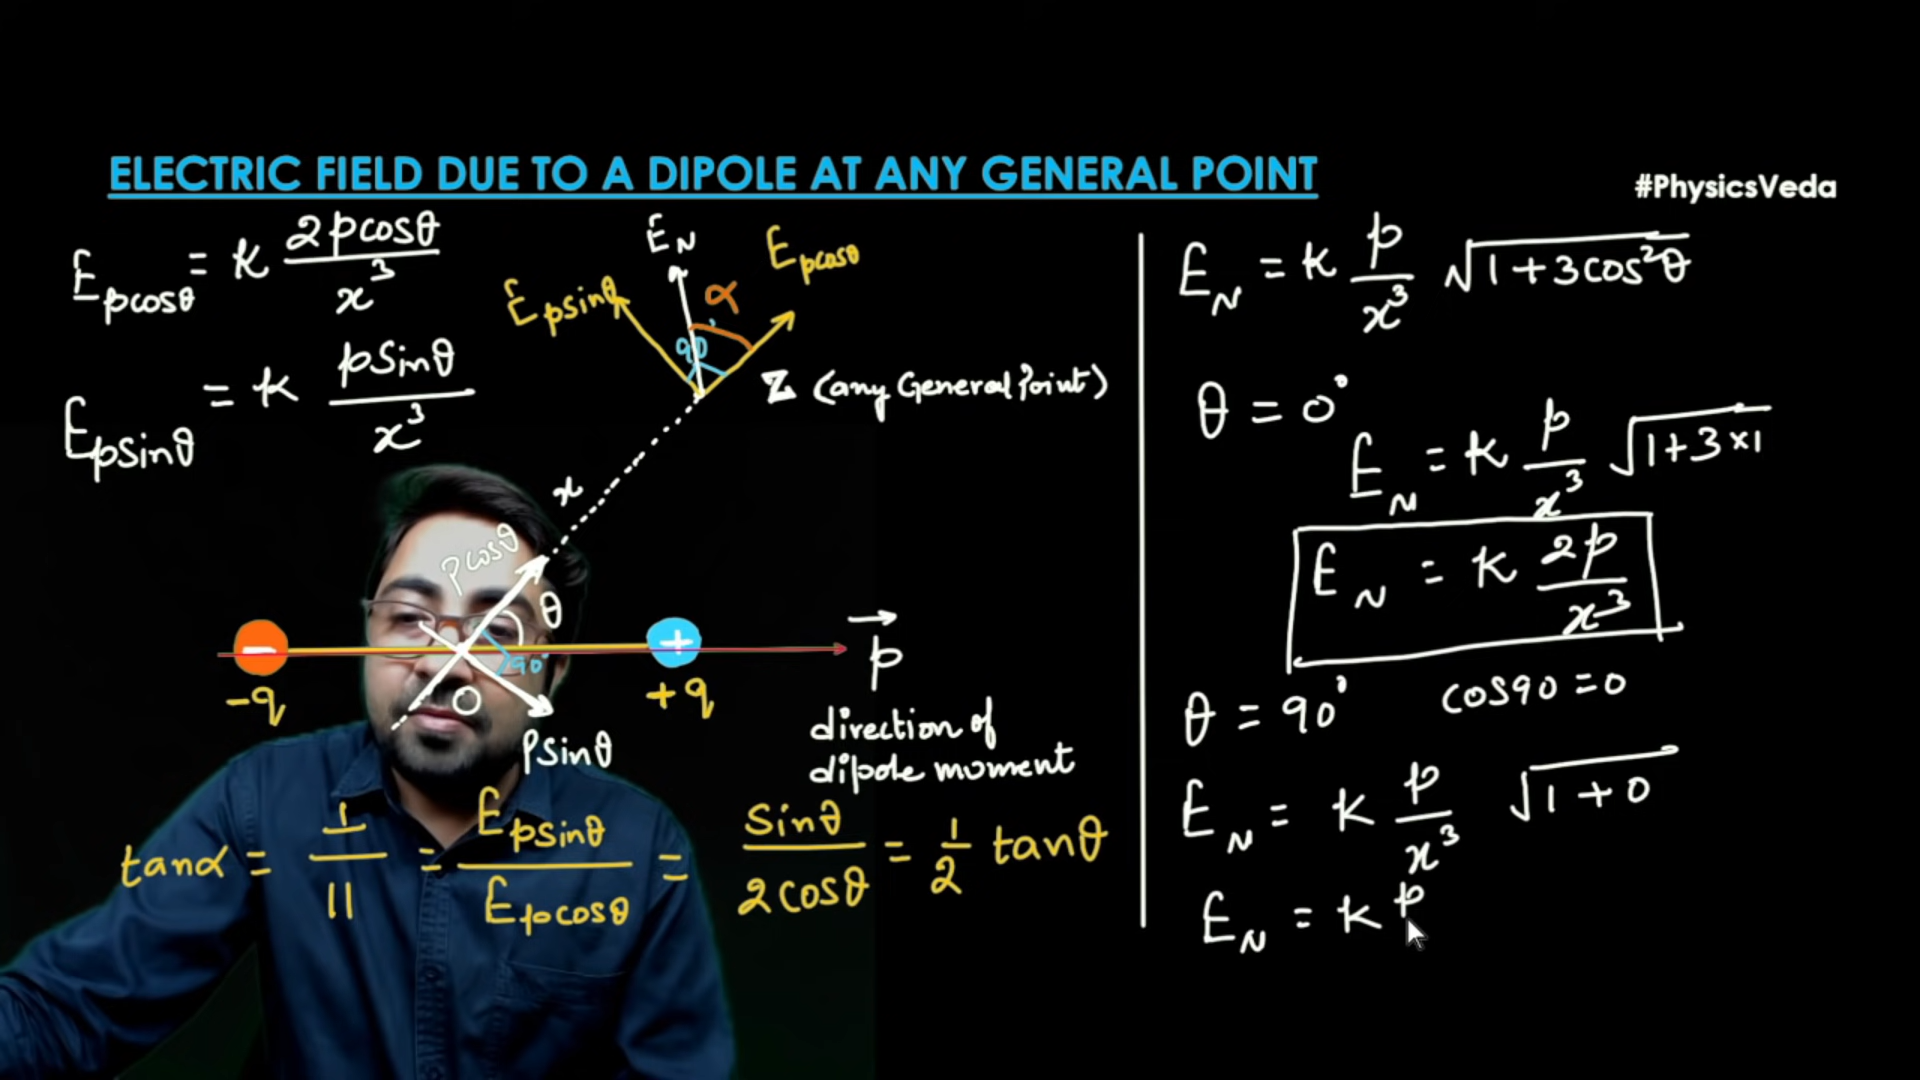 ELECTRIC FIELD DUE TO A DIPOLE AT ANY GENERAL POINT
#PhysicsVeda
E_pcosθ = k 2pcosθ / x³
E_psinθ = k psinθ / x³
E_N
E_pcosθ
E_psinθ
α
90°
Z (any General Point)
x
pcosθ
θ
90°
O
psinθ
−
+
-q
+q
p⃗
direction of
dipole moment
tanα = ⊥ / || = E_psinθ / E_pcosθ = sinθ / 2cosθ = 1/2 tanθ
E_N = k p/x³ √(1+3cos²θ)
θ = 0°
E_N = k p/x³ √(1+3×1)
E_N = k 2p/x³
θ = 90° cos90 = 0
E_N = k p/x³ √(1+0)
E_N = k p